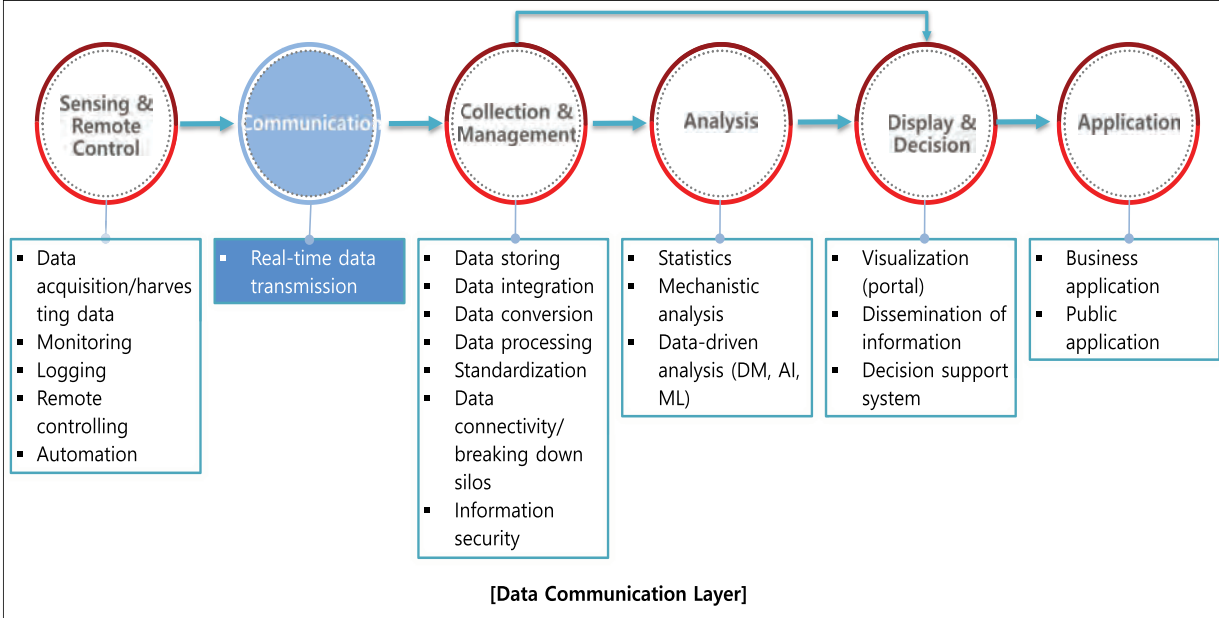 Sensing &
Remote
Control
Communication
Collection &
Management
Analysis
Display &
Decision
Application
▪ Data
acquisition/harves
ting data
▪ Monitoring
▪ Logging
▪ Remote
controlling
▪ Automation
▪ Real-time data
transmission
▪ Data storing
▪ Data integration
▪ Data conversion
▪ Data processing
▪ Standardization
▪ Data
connectivity/
breaking down
silos
▪ Information
security
▪ Statistics
▪ Mechanistic
analysis
▪ Data-driven
analysis (DM, AI,
ML)
▪ Visualization
(portal)
▪ Dissemination of
information
▪ Decision support
system
▪ Business
application
▪ Public
application
[Data Communication Layer]